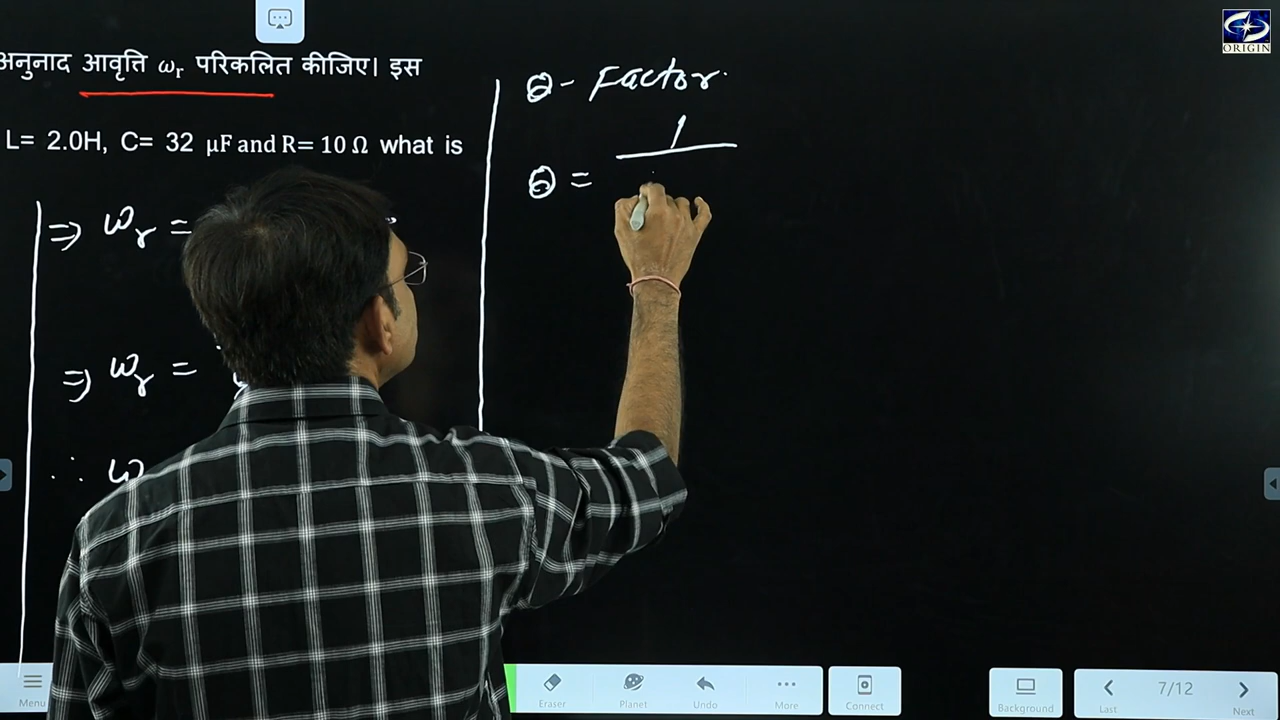 अनुनाद आवृत्ति ωr परिकलित कीजिए। इस
L= 2.0H, C= 32 μF and R= 10 Ω what is
⇒ ωr =
⇒ ωr =
∴ ω
Q- Factor.
Q = 1
ORIGIN
Menu
Eraser
Planet
Undo
More
Connect
Background
Last
7/12
Next